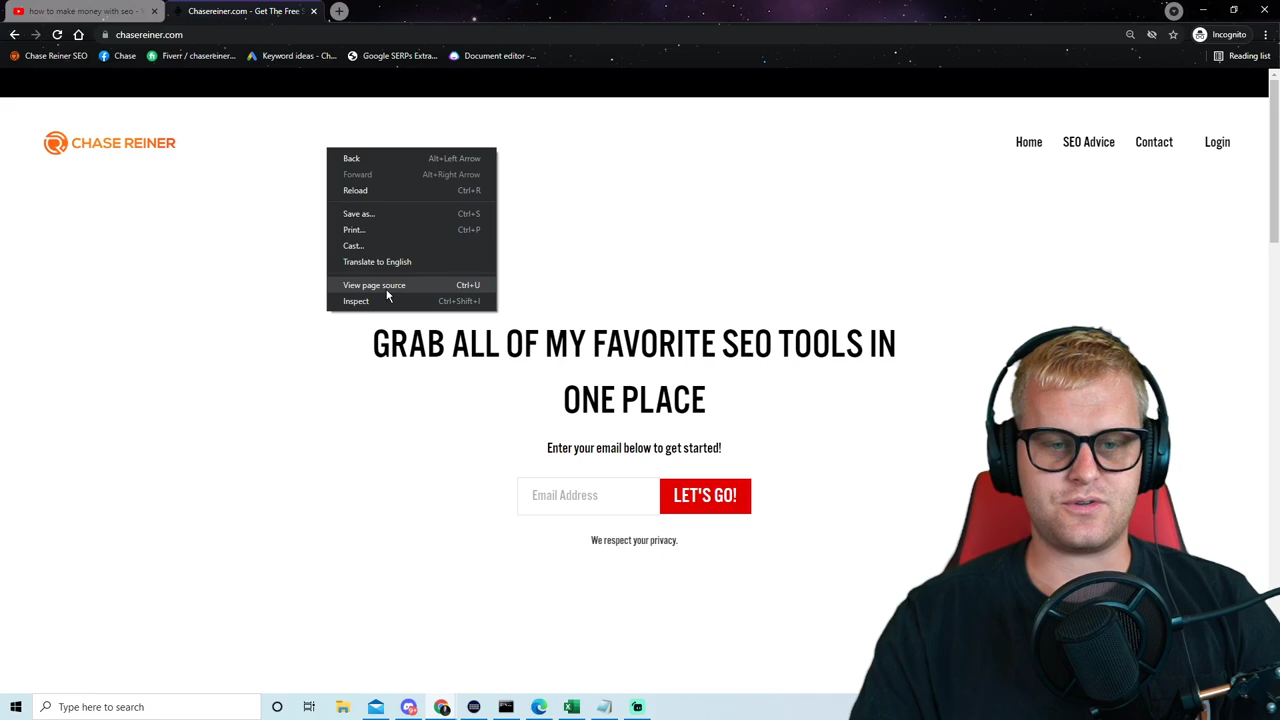 how to make money with seo -
Chasereiner.com - Get The Free S
chasereiner.com
Incognito
Chase Reiner SEO
Chase
Fiverr / chasereiner/...
Keyword ideas - Ch...
Google SERPs Extra...
Document editor -...
Reading list
CHASE REINER
Home
SEO Advice
Contact
Login
Back Alt+Left Arrow
Forward Alt+Right Arrow
Reload Ctrl+R
Save as... Ctrl+S
Print... Ctrl+P
Cast...
Translate to English
View page source Ctrl+U
Inspect Ctrl+Shift+I
GRAB ALL OF MY FAVORITE SEO TOOLS IN
ONE PLACE
Enter your email below to get started!
Email Address
LET'S GO!
We respect your privacy.
Type here to search